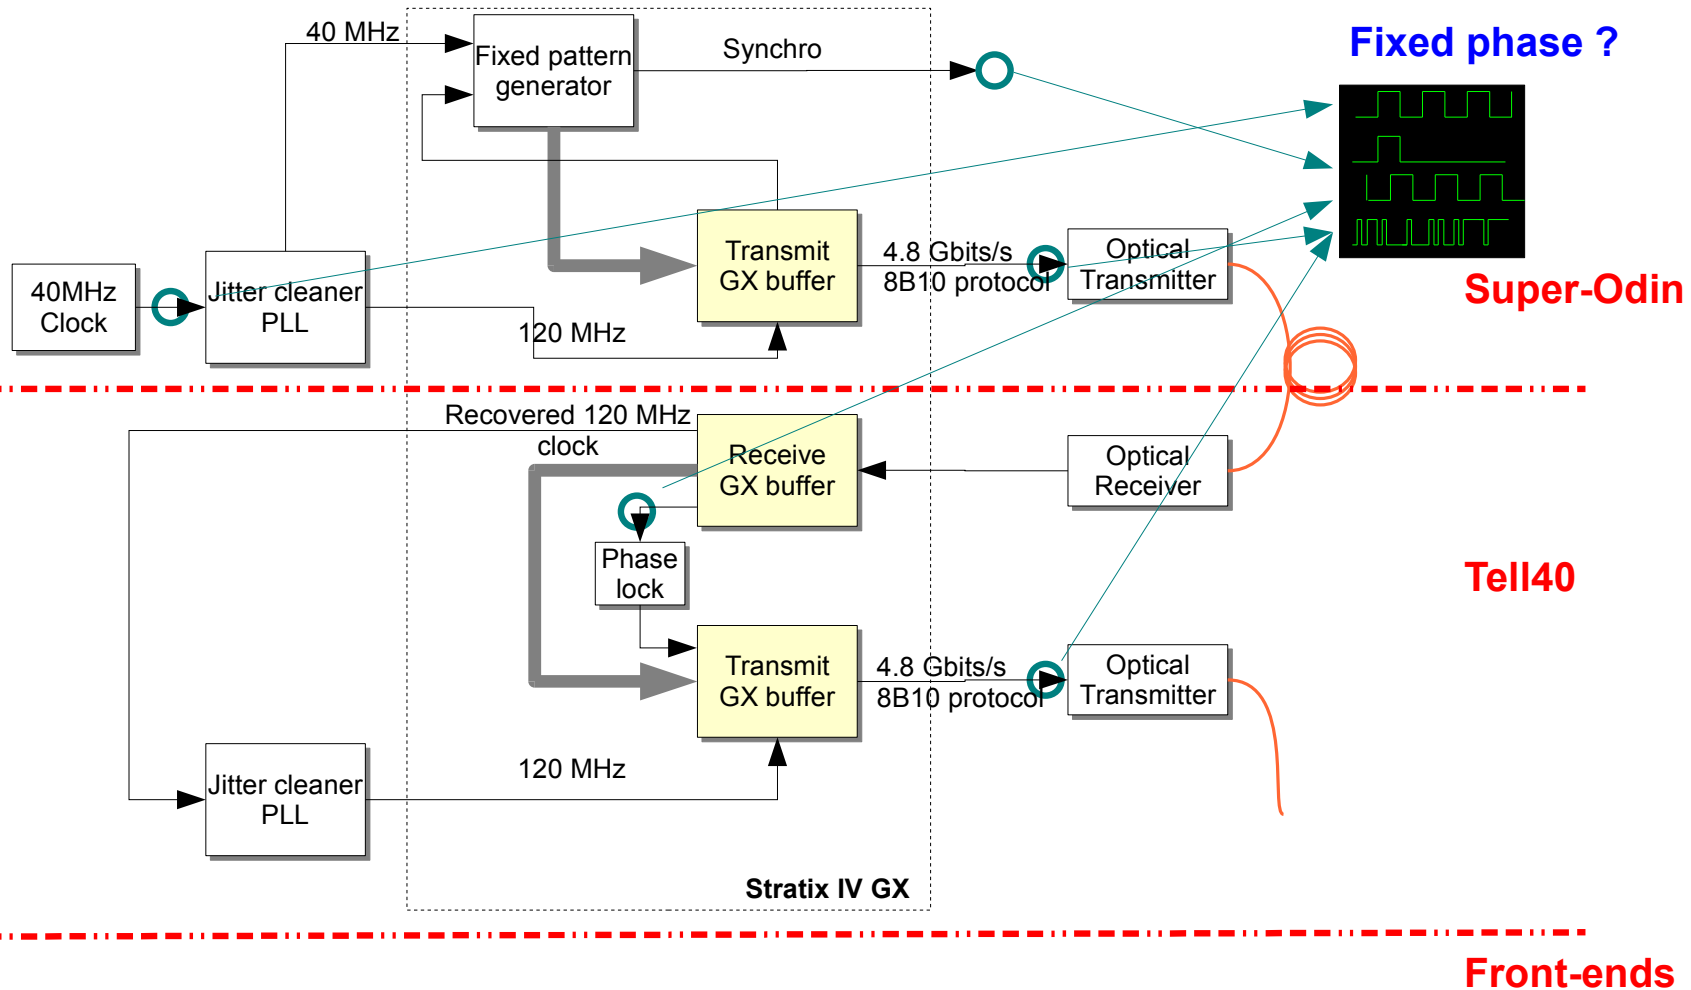 Fixed phase ?
40 MHz
Synchro
Fixed pattern
generator
Transmit
GX buffer
4.8 Gbits/s
8B10 protocol
Optical
Transmitter
40MHz
Clock
Jitter cleaner
PLL
120 MHz
Super-Odin
Recovered 120 MHz
clock
Receive
GX buffer
Optical
Receiver
Phase
lock
Tell40
Transmit
GX buffer
4.8 Gbits/s
8B10 protocol
Optical
Transmitter
Jitter cleaner
PLL
120 MHz
Stratix IV GX
Front-ends